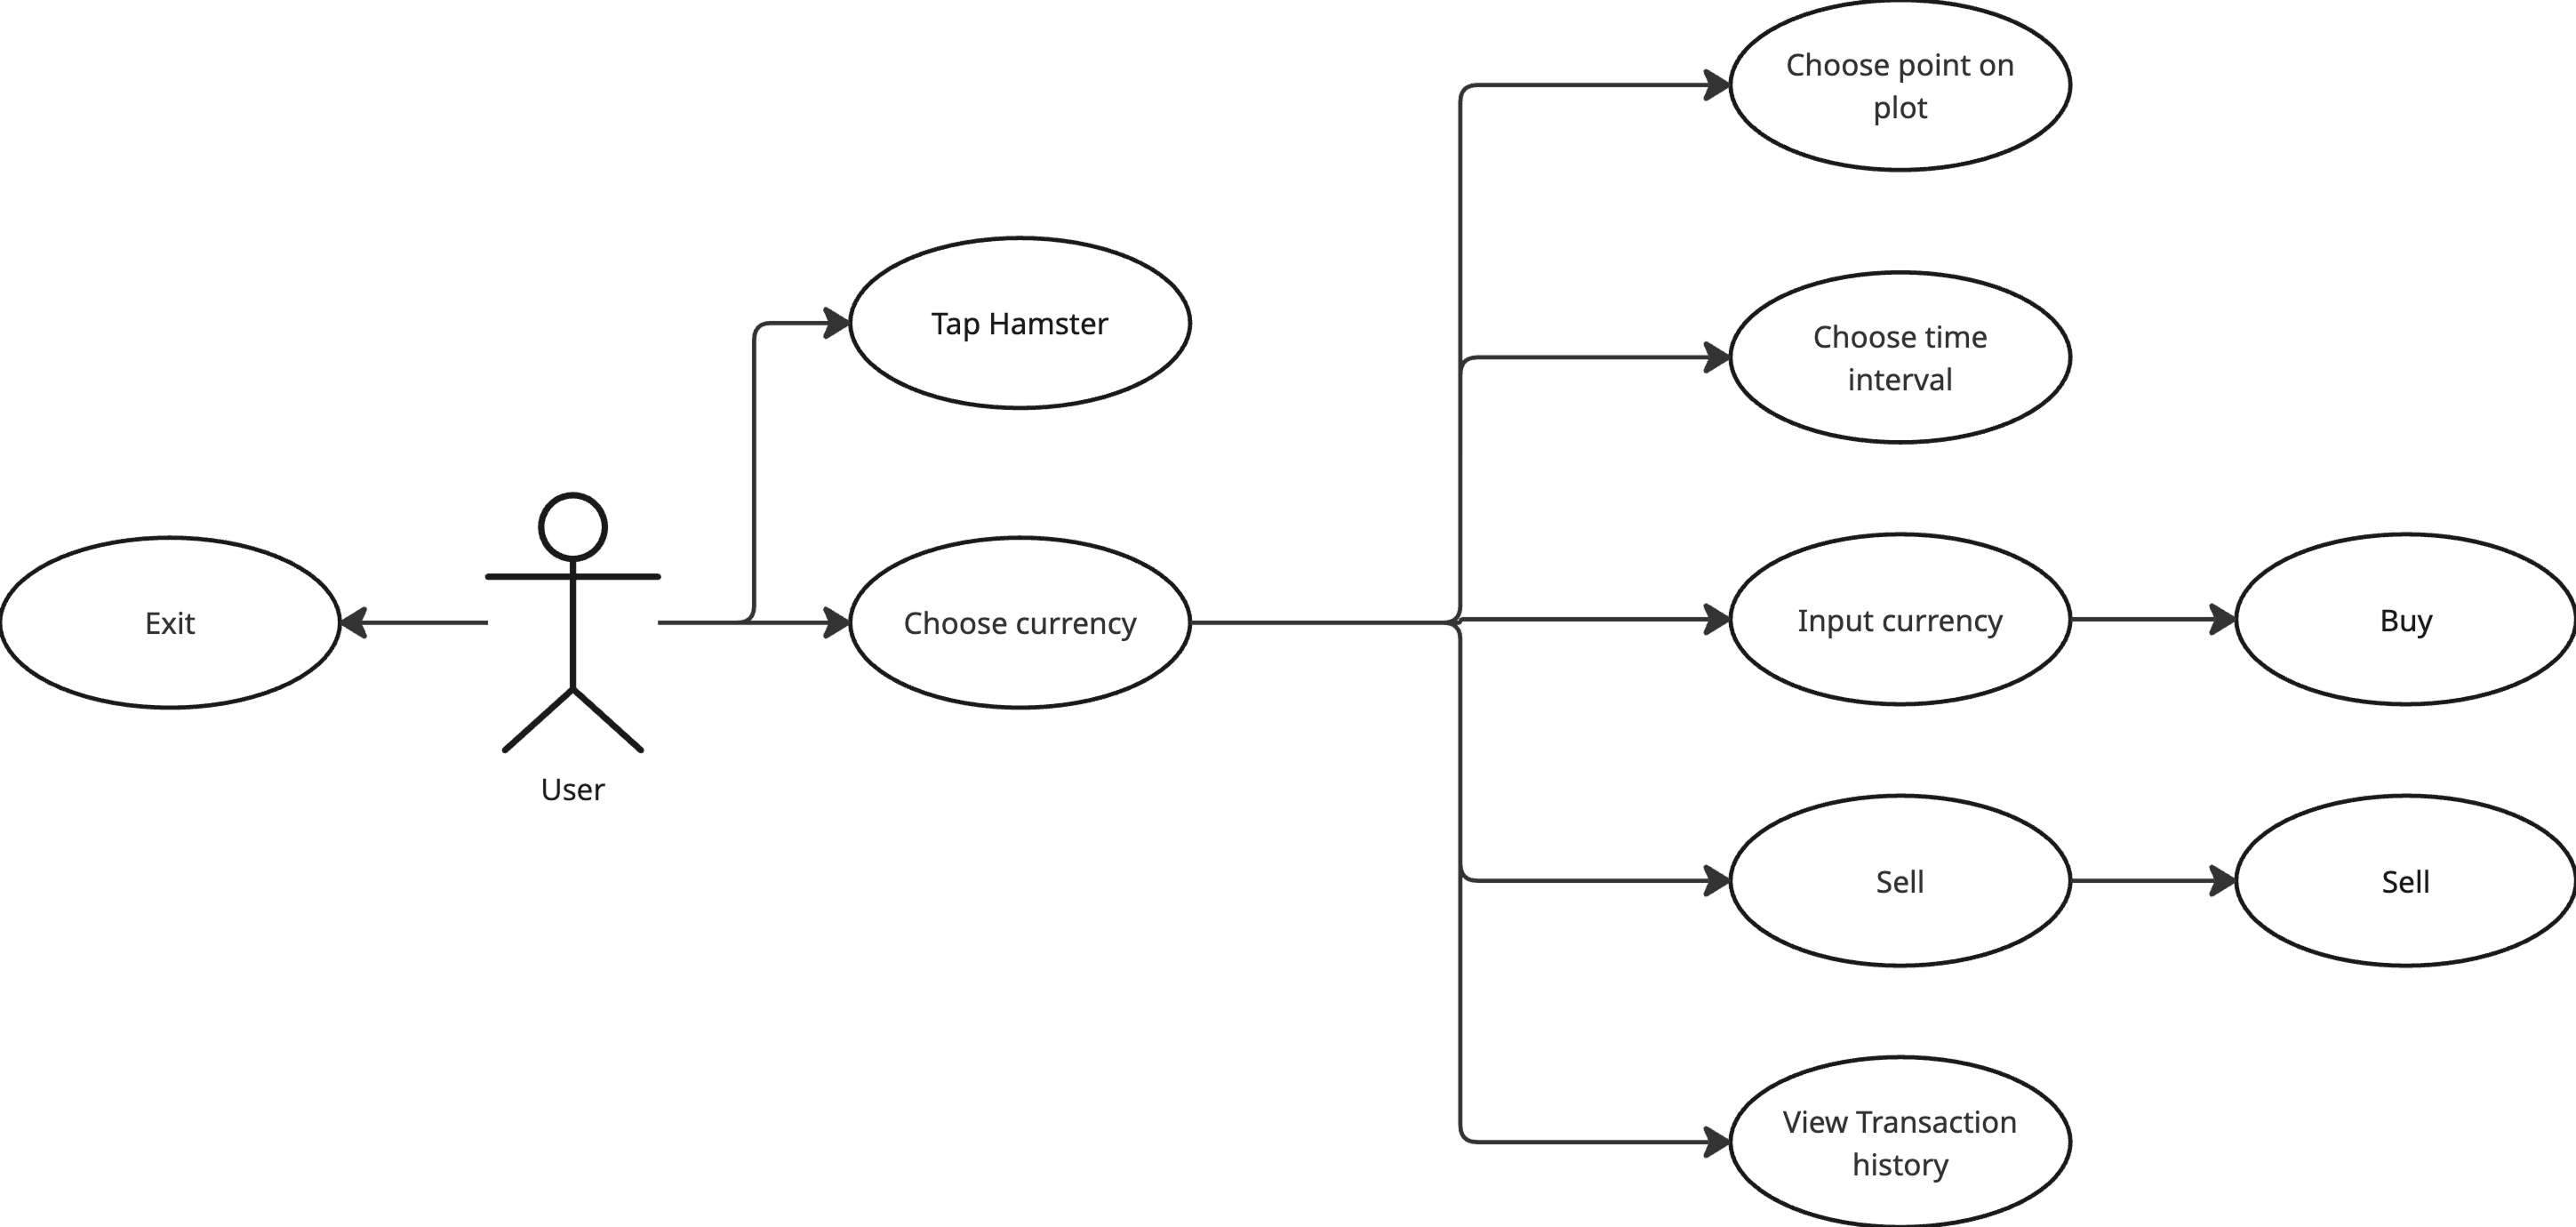 Choose point on
plot
Tap Hamster
Choose time
interval
Exit
User
Choose currency
Input currency
Buy
Sell
Sell
View Transaction
history